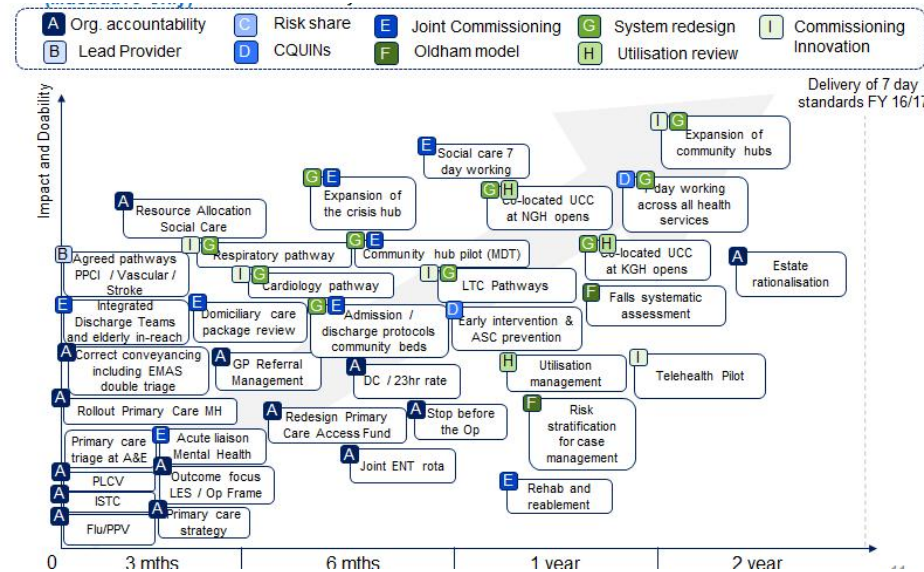 A Org. accountability
C Risk share
E Joint Commissioning
G System redesign
I Commissioning
Innovation
B Lead Provider
D CQUINs
F Oldham model
H Utilisation review
Delivery of 7 day
standards FY 16/17
Impact and Doability
I G
Expansion of
community hubs
E
Social care 7
day working
G E
Expansion of
the crisis hub
G H
Co-located UCC
at NGH opens
D G
7 day working
across all health
services
A
Resource Allocation
Social Care
I G
Respiratory pathway
G E
Community hub pilot (MDT)
G H
Co-located UCC
at KGH opens
A
Estate
rationalisation
B
Agreed pathways
PPCI / Vascular /
Stroke
I G
Cardiology pathway
I G
LTC Pathways
F
Falls systematic
assessment
E
Integrated
Discharge Teams
and elderly in-reach
E
Domiciliary care
package review
G E
Admission /
discharge protocols
community beds
D
Early intervention &
ASC prevention
A
Correct conveyancing
including EMAS
double triage
A
GP Referral
Management
A
DC / 23hr rate
H
Utilisation
management
I
Telehealth Pilot
A
Rollout Primary Care MH
A
Redesign Primary
Care Access Fund
A
Stop before
the Op
F
Risk
stratification
for case
management
Primary care
triage at A&E
E
Acute liaison
Mental Health
A
Joint ENT rota
A
PLCV
A
Outcome focus
LES / Op Frame
E
Rehab and
reablement
A
ISTC
A
Flu/PPV
A
Primary care
strategy
0
3 mths
6 mths
1 year
2 year